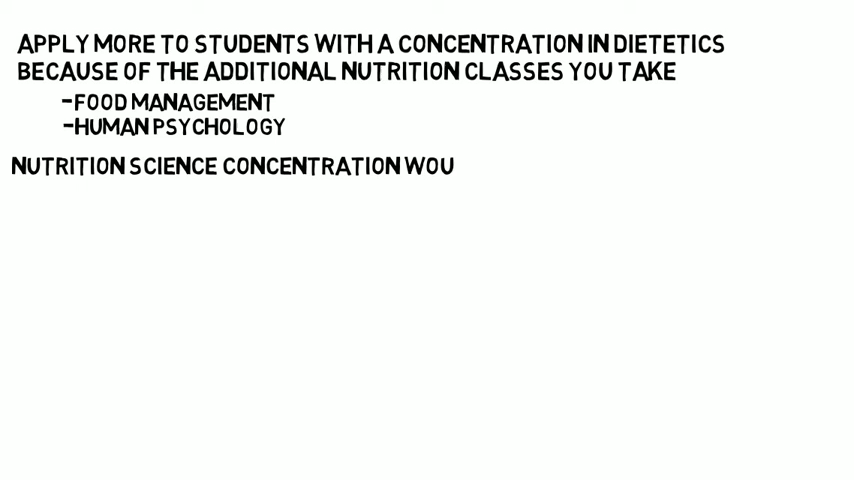 APPLY MORE TO STUDENTS WITH A CONCENTRATION IN DIETETICS
BECAUSE OF THE ADDITIONAL NUTRITION CLASSES YOU TAKE
-FOOD MANAGEMENT
-HUMAN PSYCHOLOGY
NUTRITION SCIENCE CONCENTRATION WOU